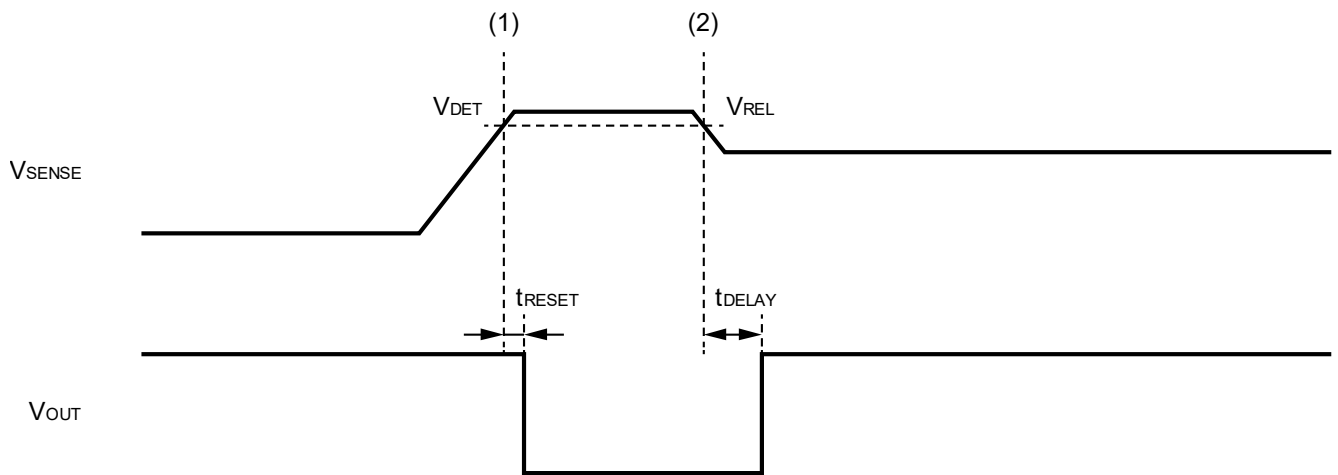 (1) (2)
VDET VREL
VSENSE
tRESET tDELAY
VOUT